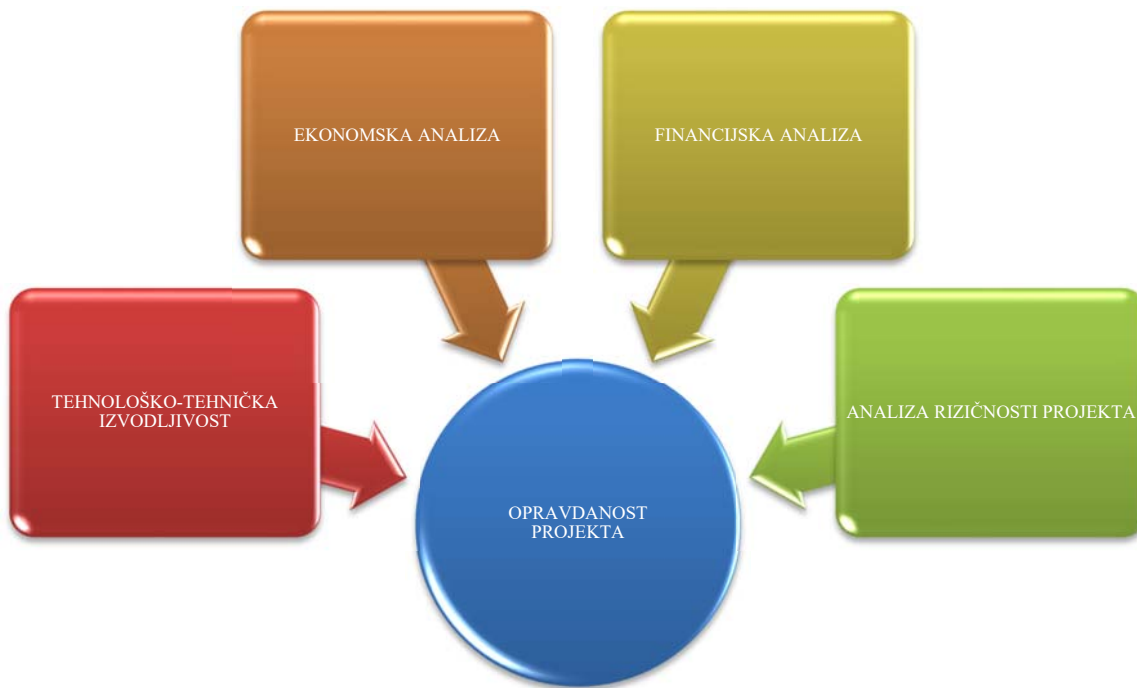 EKONOMSKA ANALIZA
FINANCIJSKA ANALIZA
TEHNOLOŠKO-TEHNIČKA
IZVODLJIVOST
ANALIZA RIZIČNOSTI PROJEKTA
OPRAVDANOST
PROJEKTA